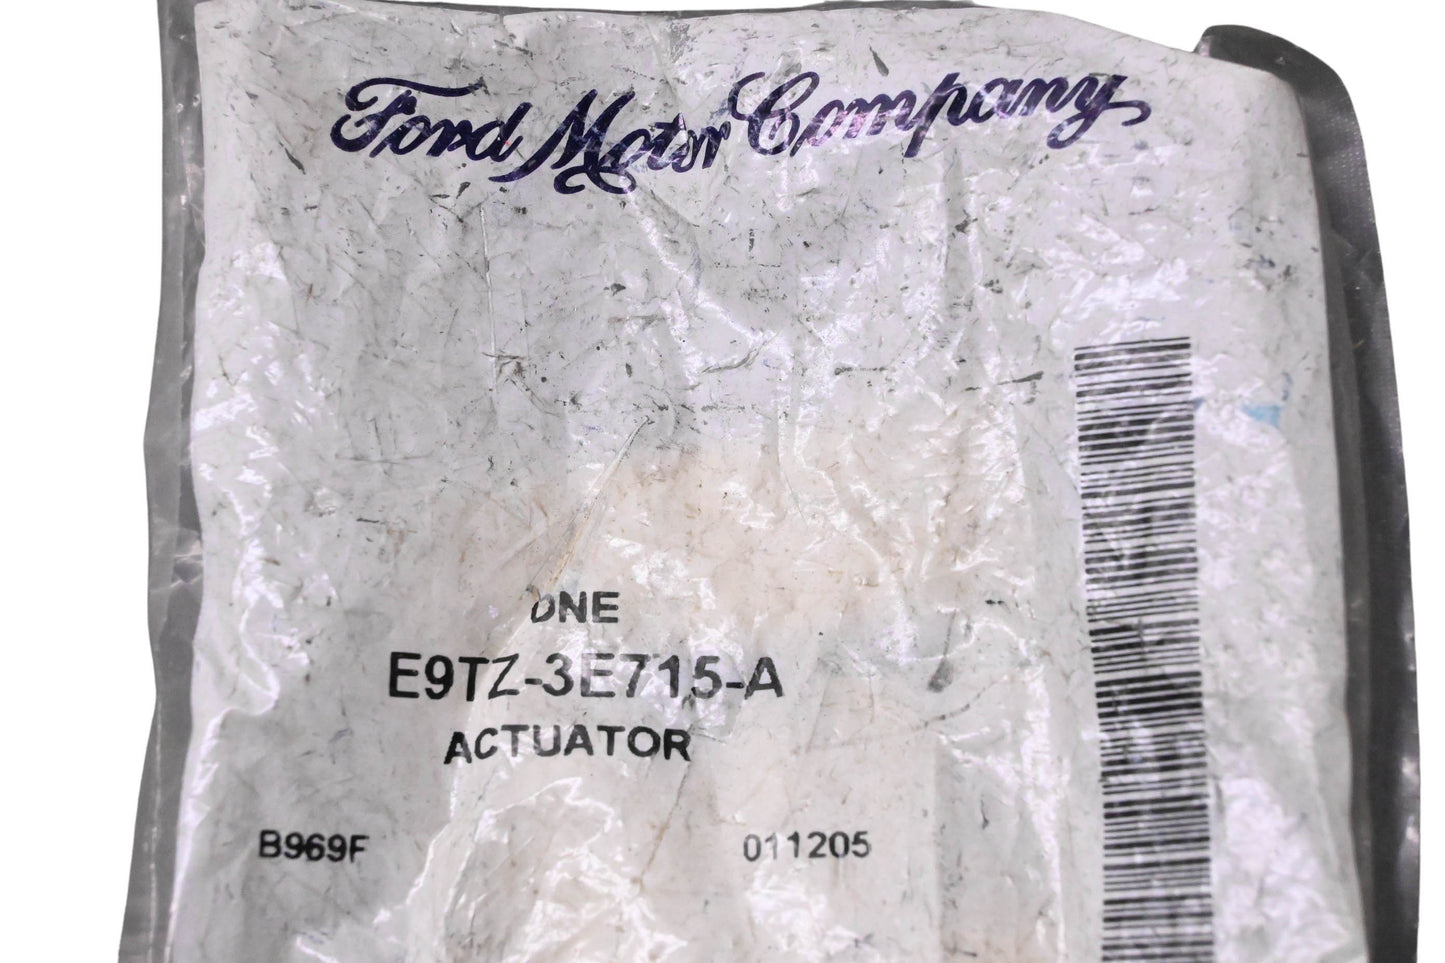 Ford Motor Company
ONE
E9TZ-3E715-A
ACTUATOR
B969F 011205